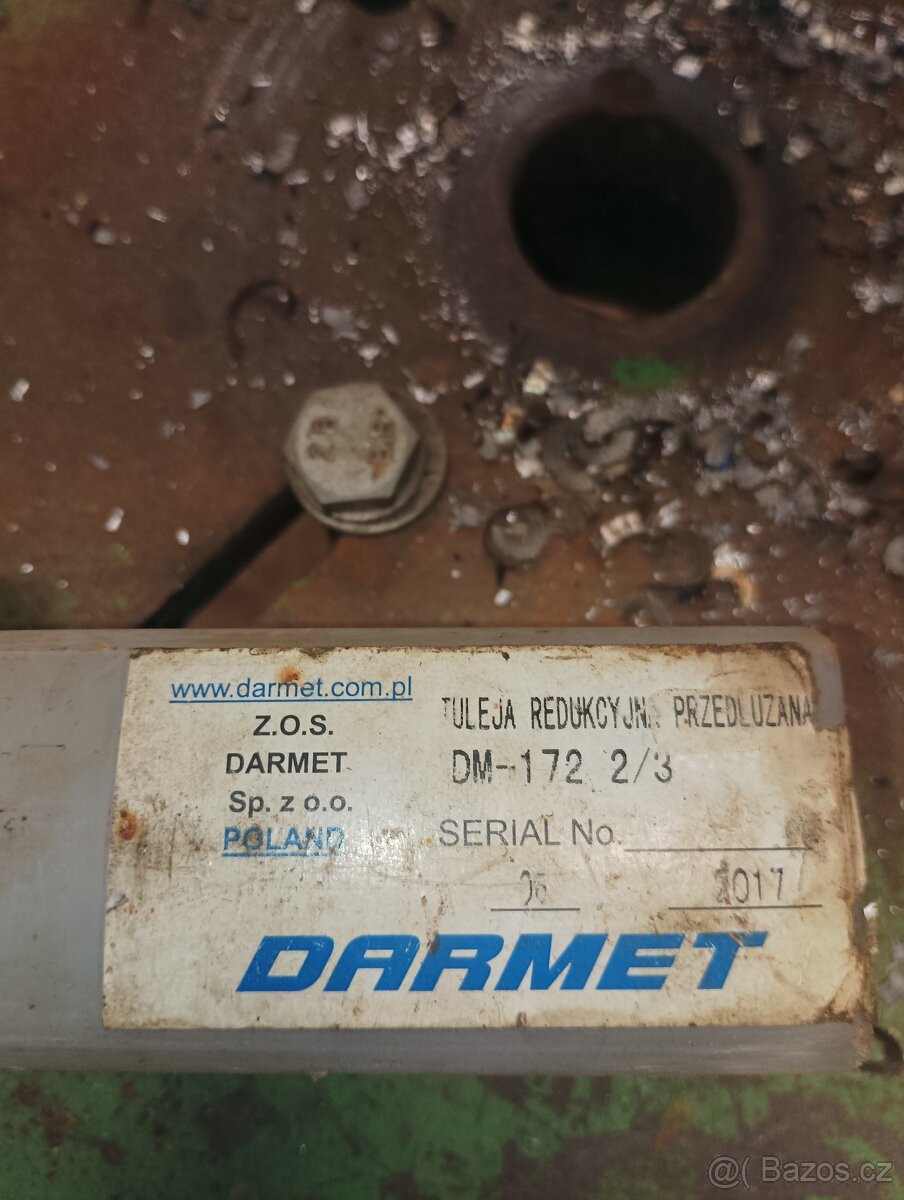 www.darmet.com.pl
Z.O.S.
DARMET
Sp. z o.o.
POLAND
TULEJA REDUKCYJNA PRZEDLUZANA
DM-172 2/3
SERIAL No.
06 2017
DARMET
@( Bazos.cz